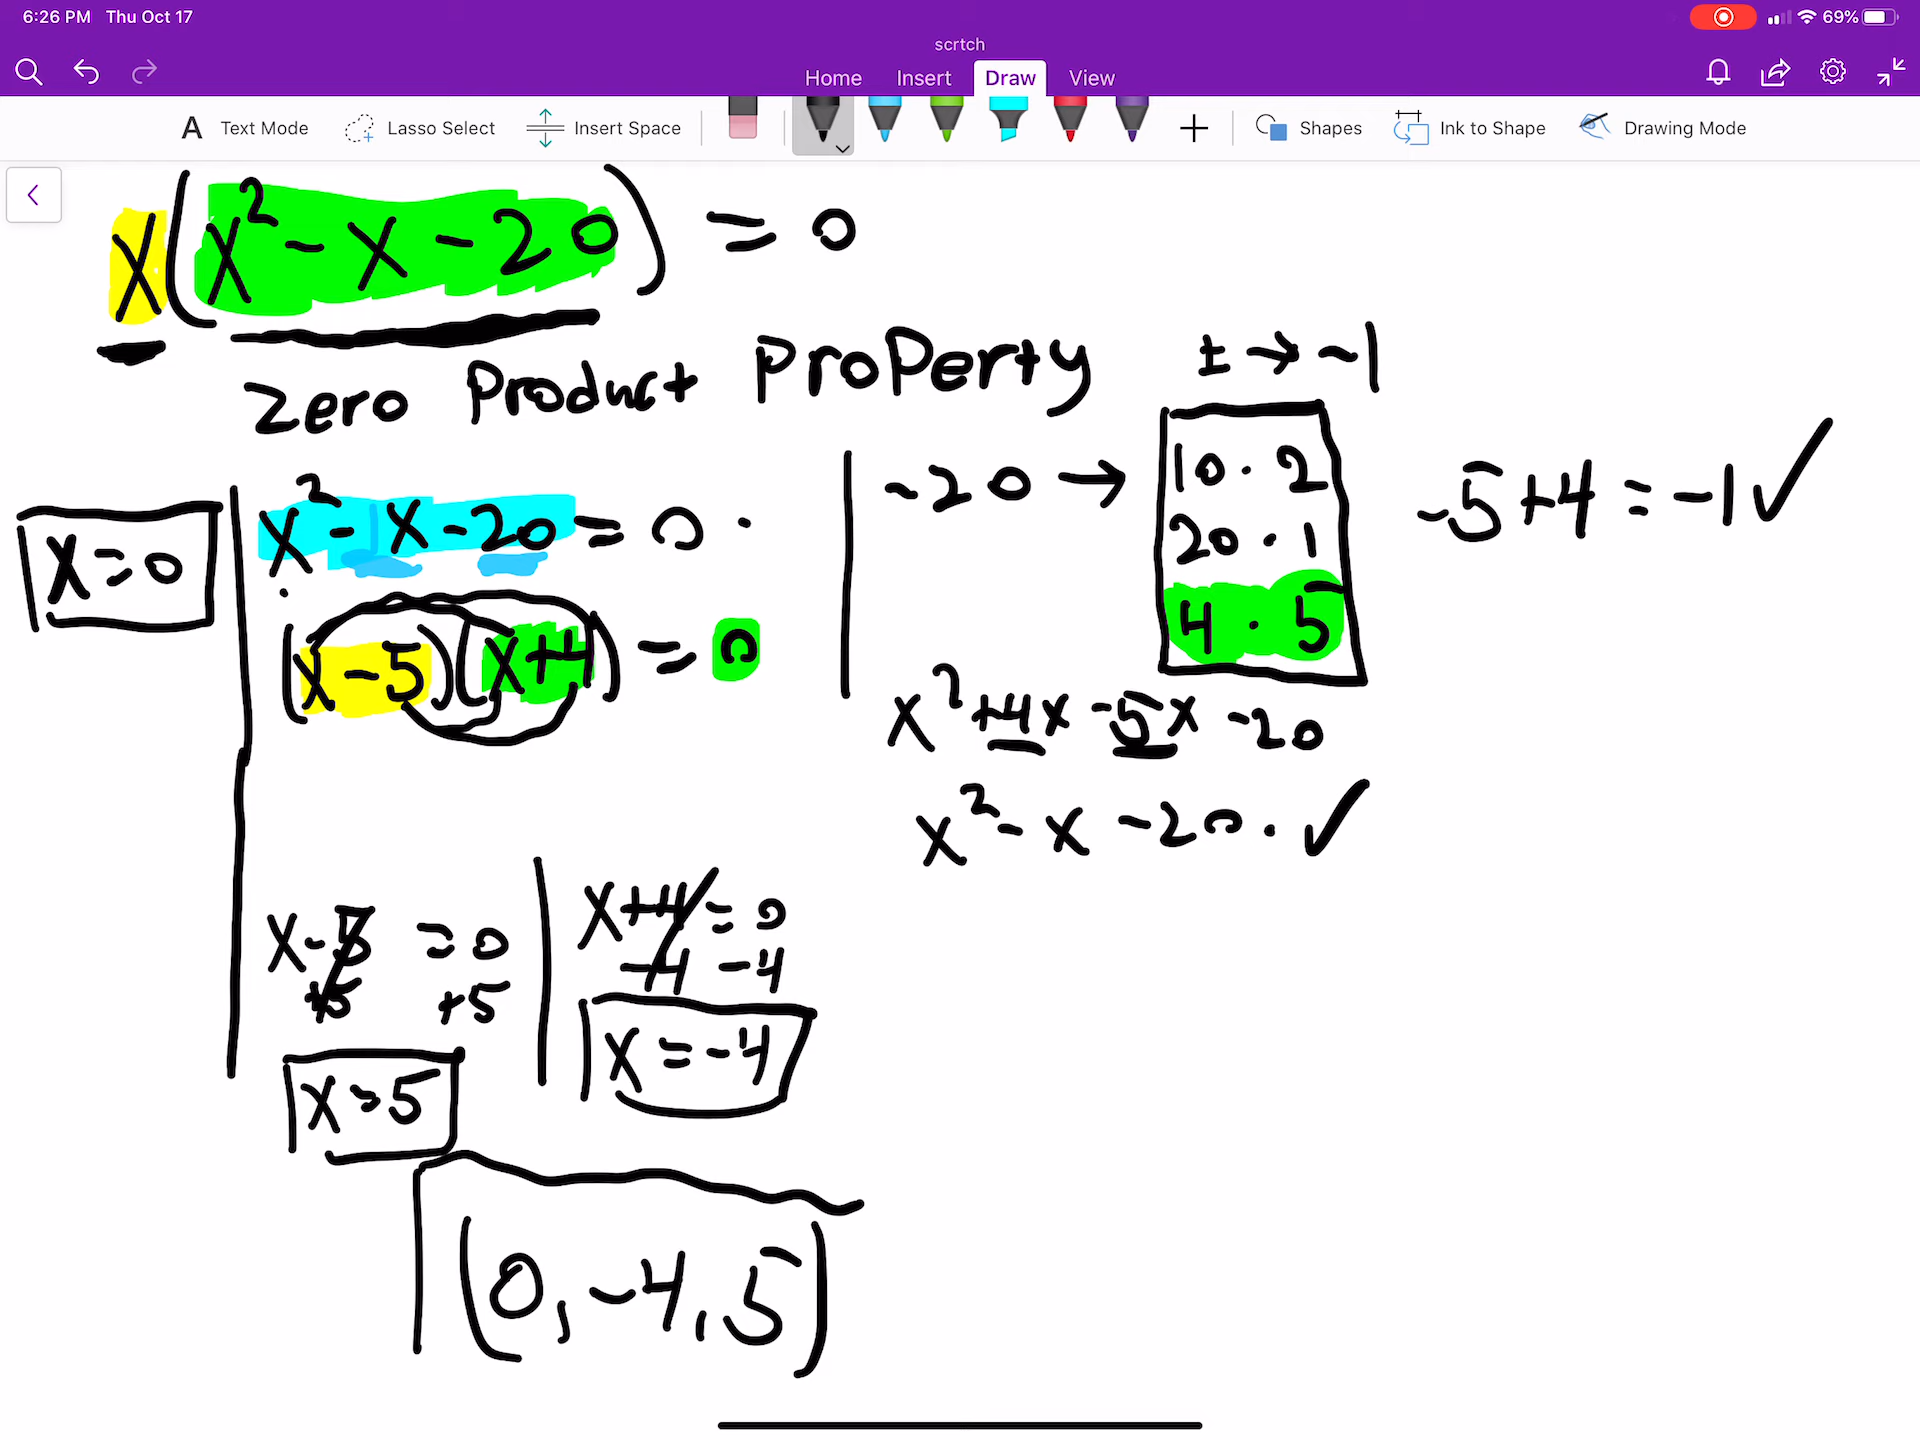 6:26 PM Thu Oct 17
69%
scrtch
Home Insert Draw View
A Text Mode Lasso Select Insert Space Shapes Ink to Shape Drawing Mode
x(x² - x - 20) = 0
Zero Product Property
± → -1
x = 0
x² - x - 20 = 0 .
(x - 5)(x + 4) = 0
-20 →
10 · 2
20 · 1
4 · 5
-5 + 4 = -1 ✓
x² + 4x - 5x - 20
x² - x - 20 . ✓
x - 5 = 0
+5 +5
x = 5
x + 4 = 0
-4 -4
x = -4
(0, -4, 5)